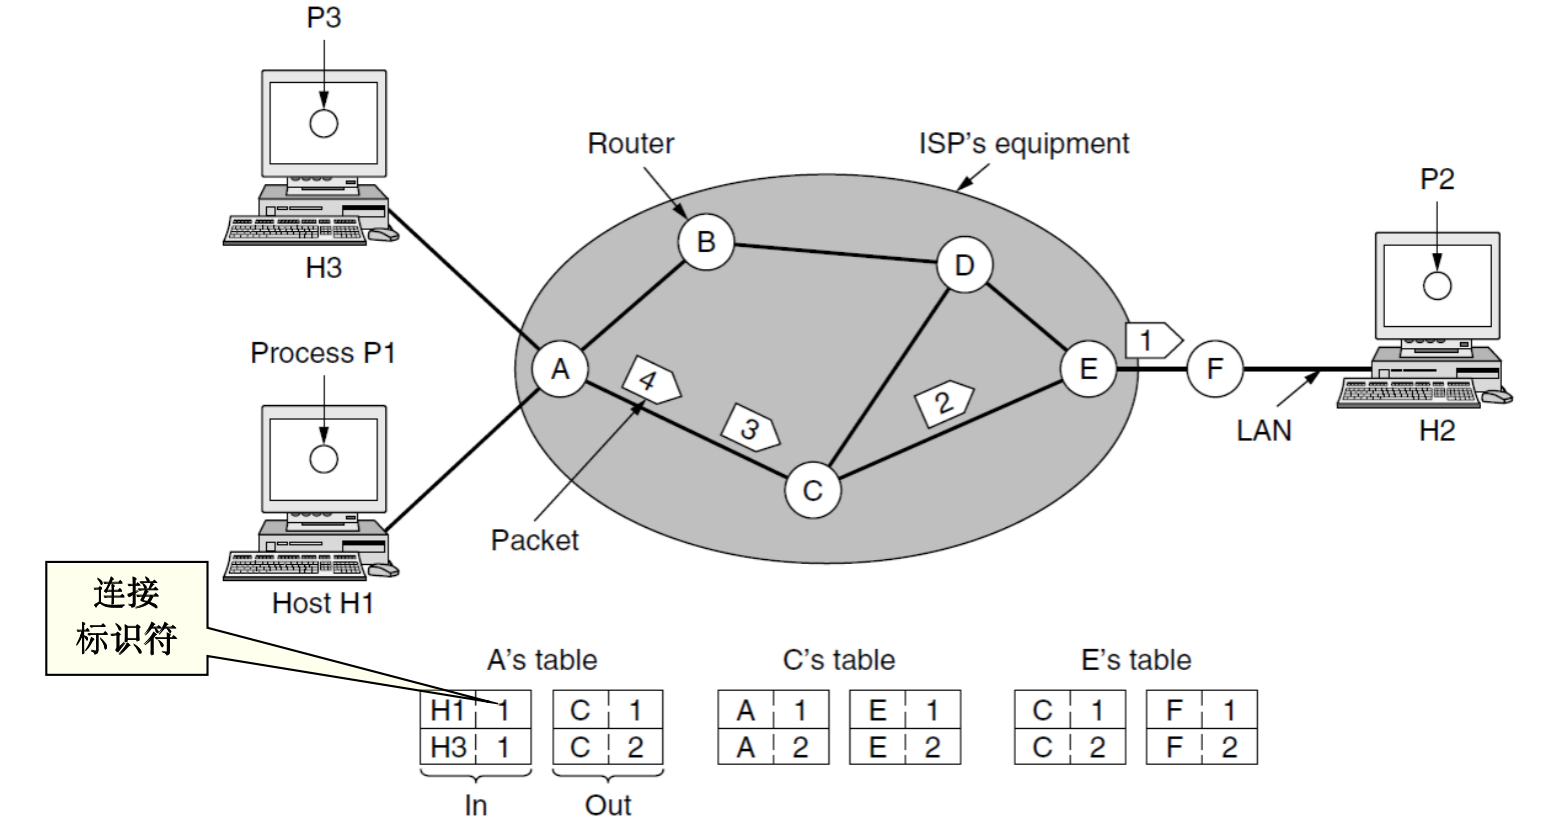 P3
Router
ISP's equipment
P2
B
D
H3
Process P1
A
4
3
2
E
1
F
LAN
H2
C
Packet
Host H1
连接
标识符
A's table
C's table
E's table
H1 1 C 1 A 1 E 1 C 1 F 1
H3 1 C 2 A 2 E 2 C 2 F 2
In
Out